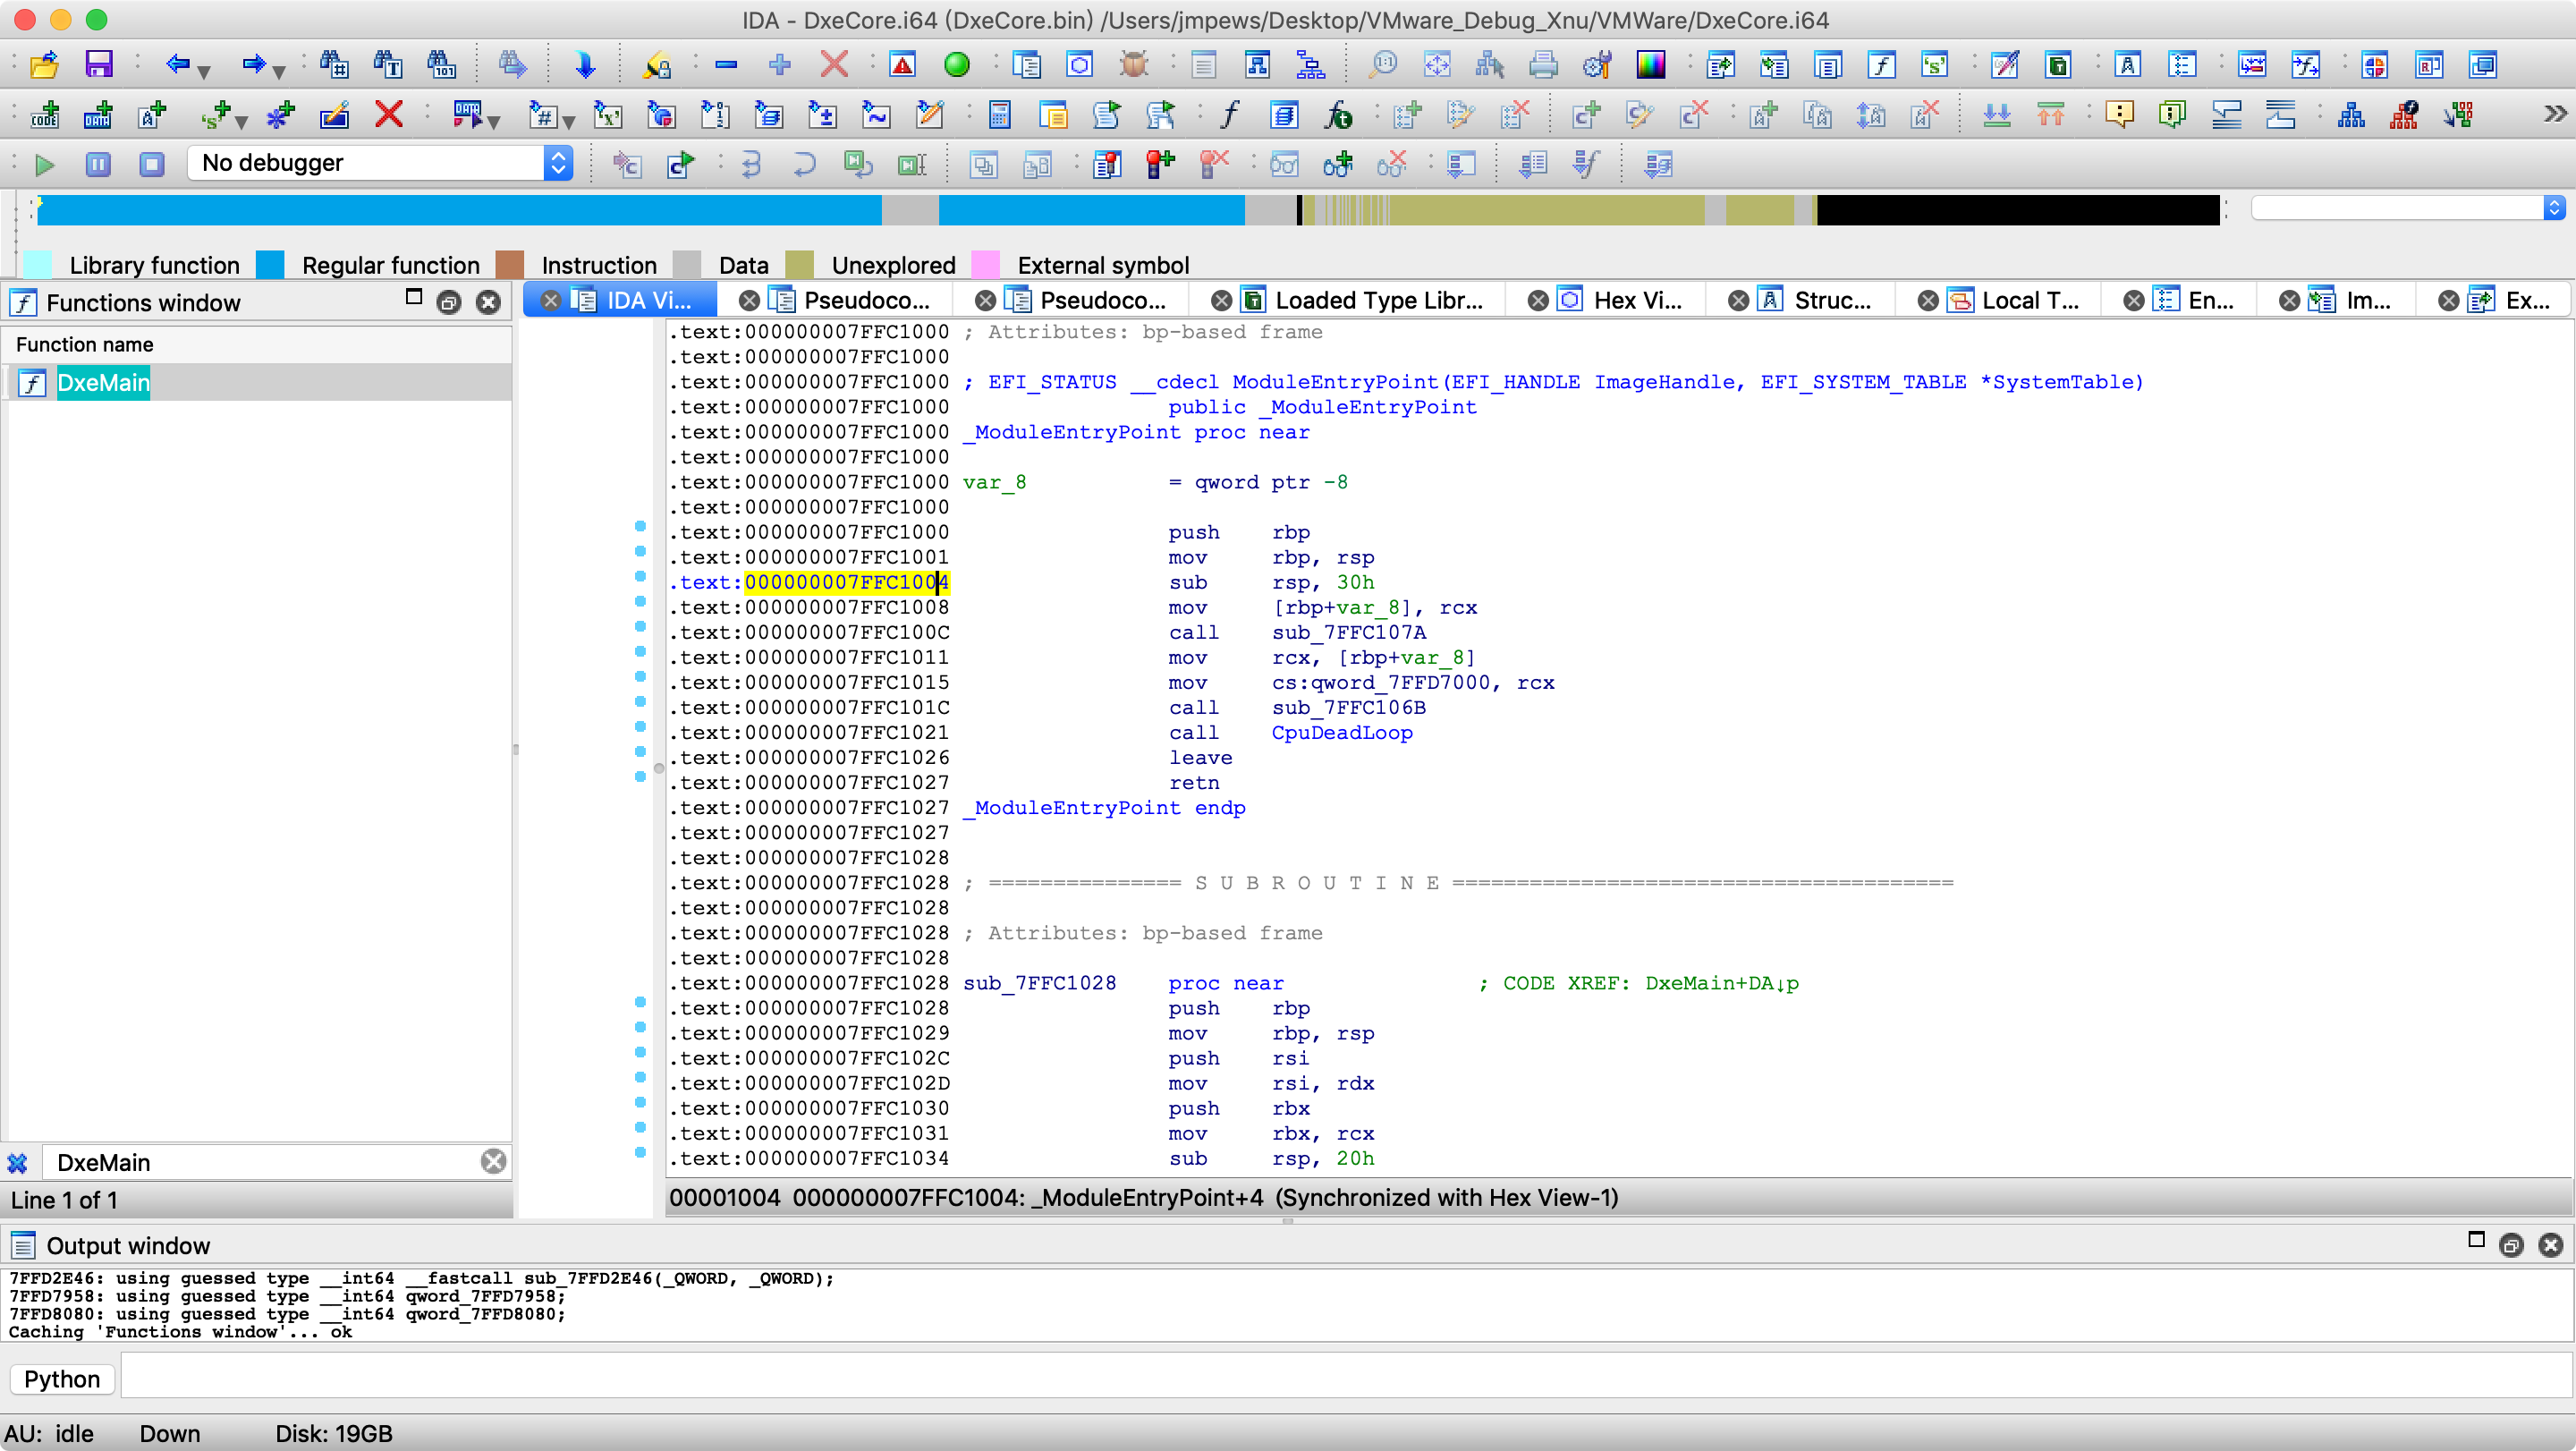 IDA - DxeCore.i64 (DxeCore.bin) /Users/jmpews/Desktop/VMware_Debug_Xnu/VMWare/DxeCore.i64
No debugger
Library function Regular function Instruction Data Unexplored External symbol
Functions window
IDA Vi... Pseudoco... Pseudoco... Loaded Type Libr... Hex Vi... Struc... Local T... En... Im... Ex...
Function name
DxeMain
.text:000000007FFC1000 ; Attributes: bp-based frame
.text:000000007FFC1000
.text:000000007FFC1000 ; EFI_STATUS __cdecl ModuleEntryPoint(EFI_HANDLE ImageHandle, EFI_SYSTEM_TABLE *SystemTable)
.text:000000007FFC1000 public _ModuleEntryPoint
.text:000000007FFC1000 _ModuleEntryPoint proc near
.text:000000007FFC1000
.text:000000007FFC1000 var_8 = qword ptr -8
.text:000000007FFC1000
.text:000000007FFC1000 push rbp
.text:000000007FFC1001 mov rbp, rsp
.text:000000007FFC1004 sub rsp, 30h
.text:000000007FFC1008 mov [rbp+var_8], rcx
.text:000000007FFC100C call sub_7FFC107A
.text:000000007FFC1011 mov rcx, [rbp+var_8]
.text:000000007FFC1015 mov cs:qword_7FFD7000, rcx
.text:000000007FFC101C call sub_7FFC106B
.text:000000007FFC1021 call CpuDeadLoop
.text:000000007FFC1026 leave
.text:000000007FFC1027 retn
.text:000000007FFC1027 _ModuleEntryPoint endp
.text:000000007FFC1027
.text:000000007FFC1028
.text:000000007FFC1028 ; =============== S U B R O U T I N E =======================================
.text:000000007FFC1028
.text:000000007FFC1028 ; Attributes: bp-based frame
.text:000000007FFC1028
.text:000000007FFC1028 sub_7FFC1028 proc near ; CODE XREF: DxeMain+DA↓p
.text:000000007FFC1028 push rbp
.text:000000007FFC1029 mov rbp, rsp
.text:000000007FFC102C push rsi
.text:000000007FFC102D mov rsi, rdx
.text:000000007FFC1030 push rbx
.text:000000007FFC1031 mov rbx, rcx
.text:000000007FFC1034 sub rsp, 20h
DxeMain
Line 1 of 1
00001004 000000007FFC1004: _ModuleEntryPoint+4 (Synchronized with Hex View-1)
Output window
7FFD2E46: using guessed type __int64 __fastcall sub_7FFD2E46(_QWORD, _QWORD);
7FFD7958: using guessed type __int64 qword_7FFD7958;
7FFD8080: using guessed type __int64 qword_7FFD8080;
Caching 'Functions window'... ok
Python
AU: idle Down Disk: 19GB